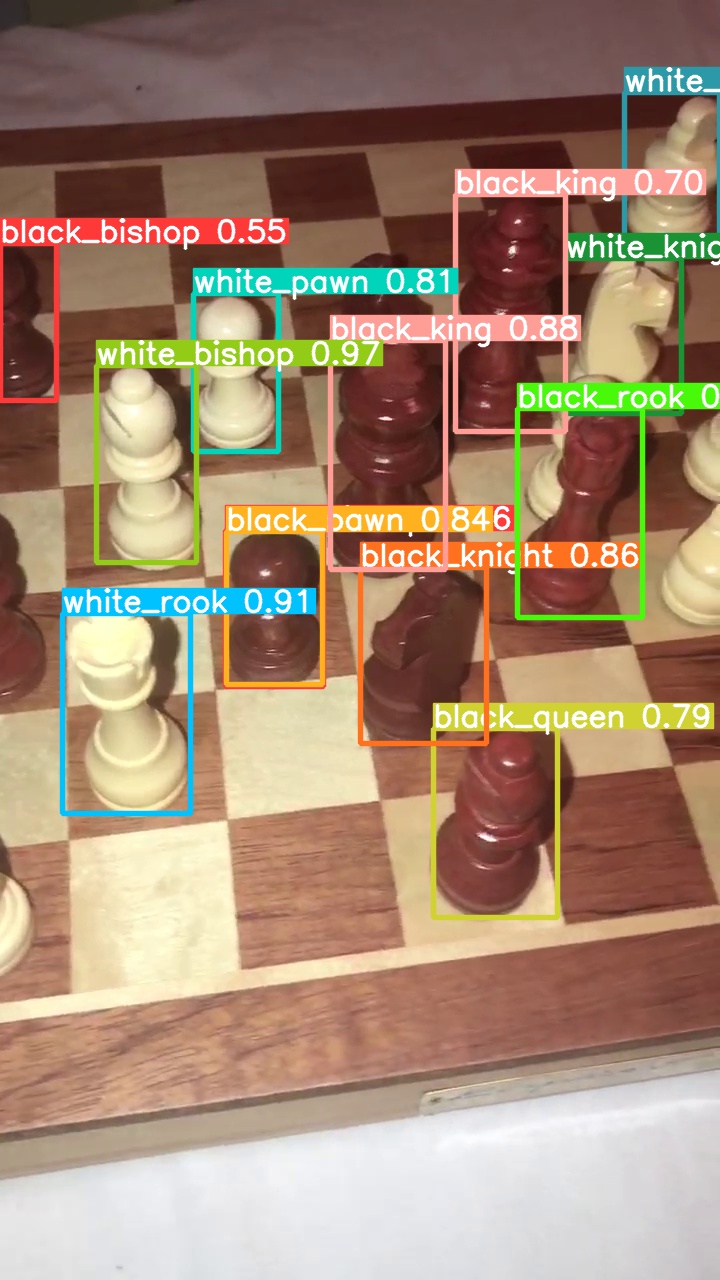 white_
black_king 0.70
black_bishop 0.55
white_knig
white_pawn 0.81
black_king 0.88
white_bishop 0.97
black_rook 0
black_pawn 0.846
black_knight 0.86
white_rook 0.91
black_queen 0.79